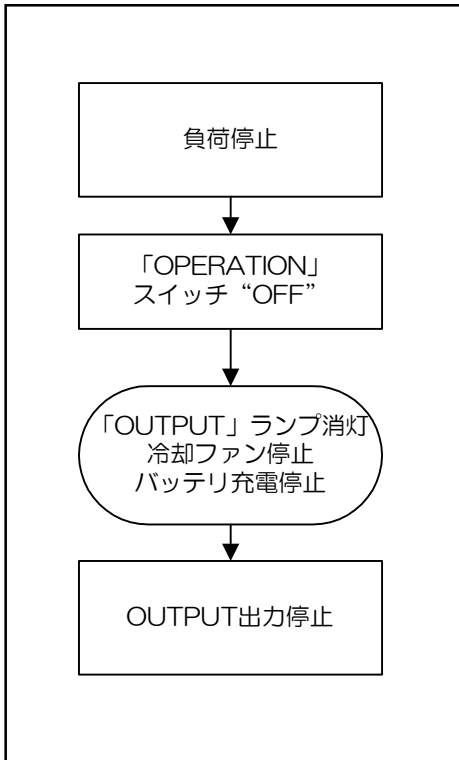 負荷停止
「OPERATION」
スイッチ“OFF”
「OUTPUT」ランプ消灯
冷却ファン停止
バッテリ充電停止
OUTPUT出力停止